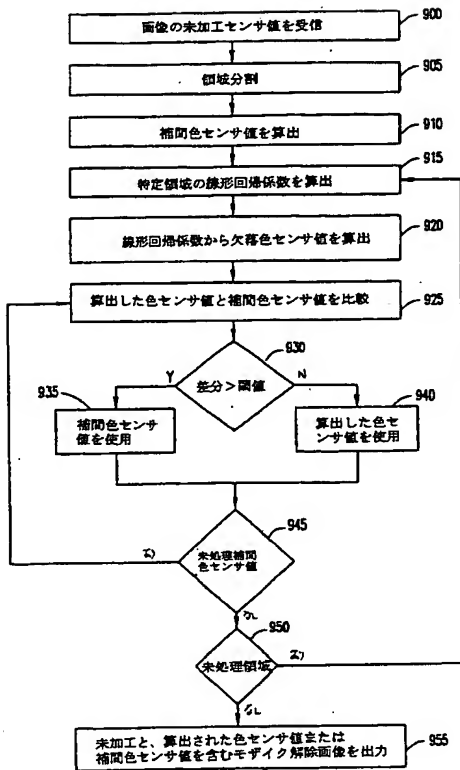 画像の未加工センサ値を受信
900
領域分割
905
補間色センサ値を算出
910
915
特定領域の線形回帰係数を算出
920
線形回帰係数から欠落色センサ値を算出
算出した色センサ値と補間色センサ値を比較
925
930
Y
N
差分>閾値
935
940
補間色センサ
値を使用
算出した色セ
ンサ値を使用
945
未処理補間
色センサ値
950
未処理領域
未加工と、算出された色センサ値または
補間色センサ値を含むモザイク解除画像を出力
955